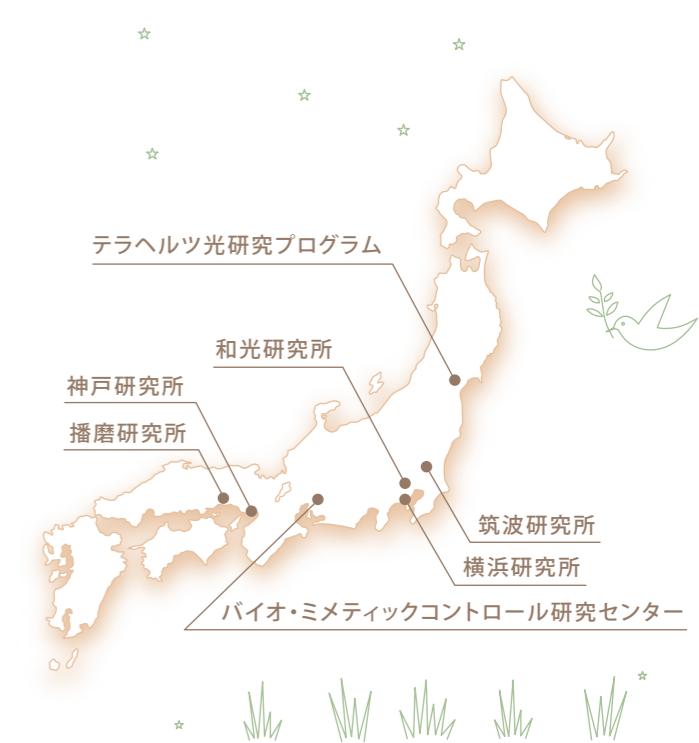 テラヘルツ光研究プログラム
和光研究所
神戸研究所
播磨研究所
筑波研究所
横浜研究所
バイオ・ミメティックコントロール研究センター